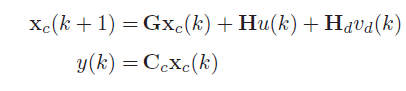 x_c(k + 1) = Gx_c(k) + Hu(k) + H_d v_d(k)
y(k) = C_c x_c(k)